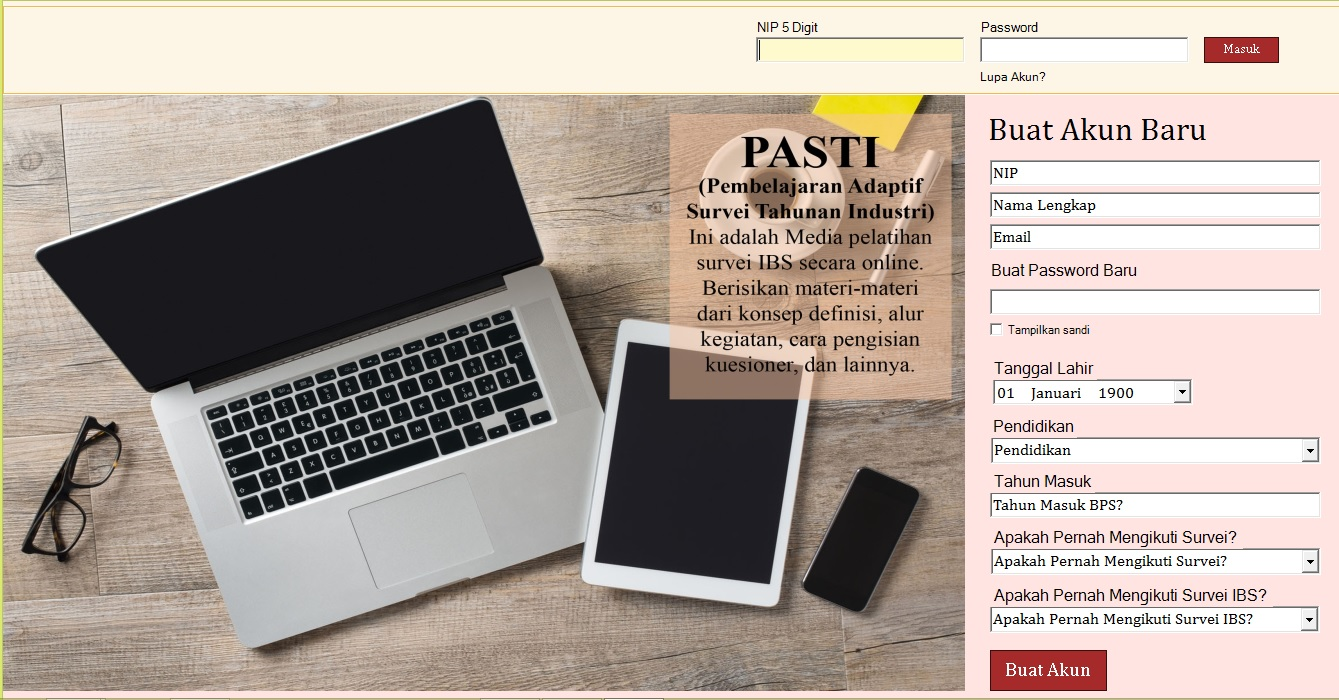 NIP 5 Digit
Password
Masuk
Lupa Akun?
PASTI
(Pembelajaran Adaptif
Survei Tahunan Industri)
Ini adalah Media pelatihan
survei IBS secara online.
Berisikan materi-materi
dari konsep definisi, alur
kegiatan, cara pengisian
kuesioner, dan lainnya.
Buat Akun Baru
NIP
Nama Lengkap
Email
Buat Password Baru
Tampilkan sandi
Tanggal Lahir
01 Januari 1900
Pendidikan
Pendidikan
Tahun Masuk
Tahun Masuk BPS?
Apakah Pernah Mengikuti Survei?
Apakah Pernah Mengikuti Survei?
Apakah Pernah Mengikuti Survei IBS?
Apakah Pernah Mengikuti Survei IBS?
Buat Akun